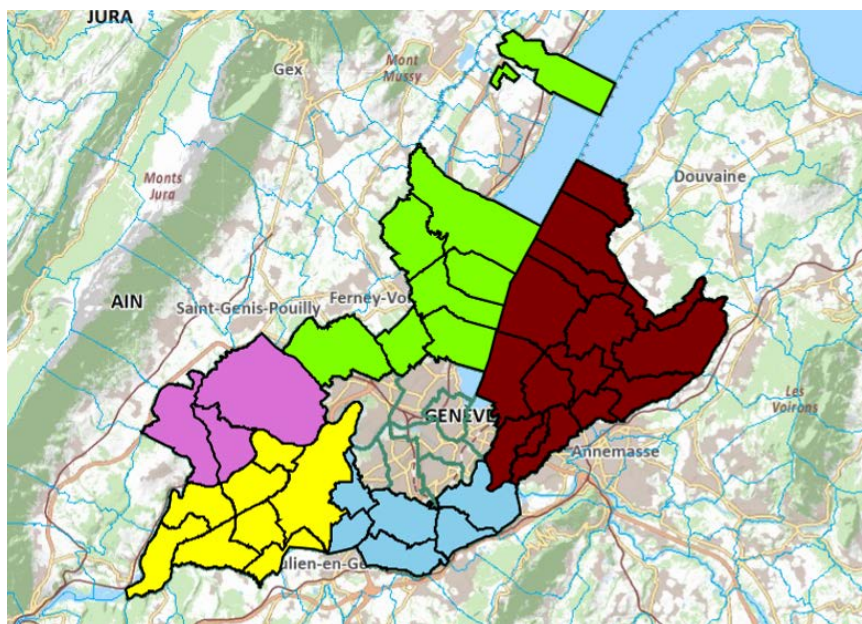 JURA
Gex
Mont
Mussy
Monts
Jura
Douvaine
AIN
Saint-Genis-Pouilly
Ferney-Vo
GENÈVE
Les
Voirons
Annemasse
ulien-en-Ge